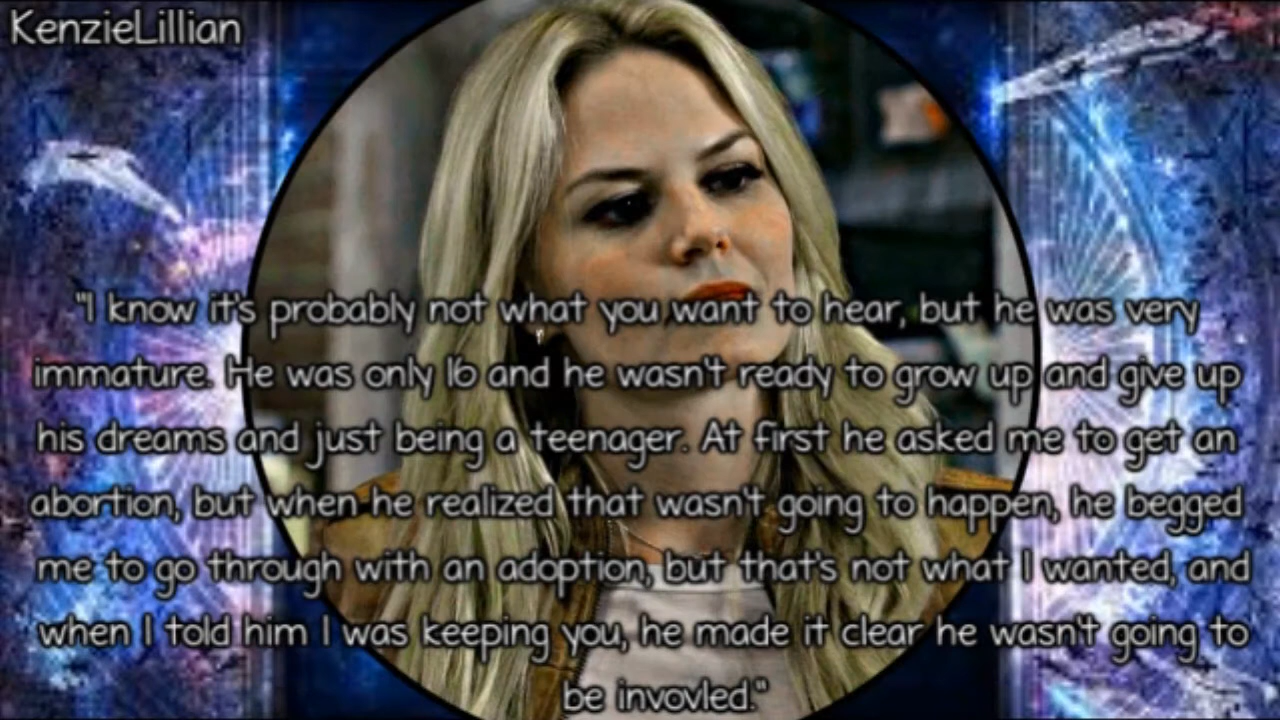 KenzieLillian
"I know it's probably not what you want to hear, but he was very
immature. He was only 16 and he wasn't ready to grow up and give up
his dreams and just being a teenager. At first he asked me to get an
abortion, but when he realized that wasn't going to happen, he begged
me to go through with an adoption, but that's not what I wanted, and
when I told him I was keeping you, he made it clear he wasn't going to
be invovled."